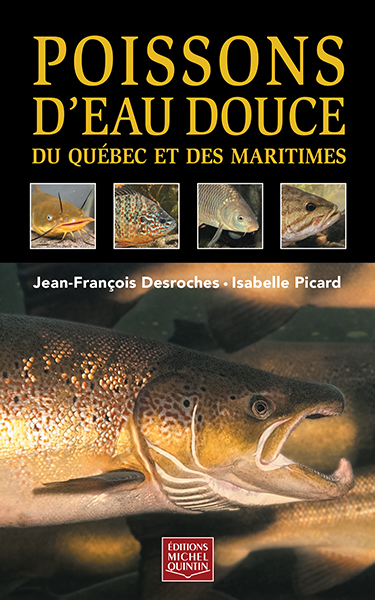 POISSONS
D'EAU DOUCE
DU QUÉBEC ET DES MARITIMES
Jean-François Desroches • Isabelle Picard
ÉDITIONS
MICHEL
QUINTIN